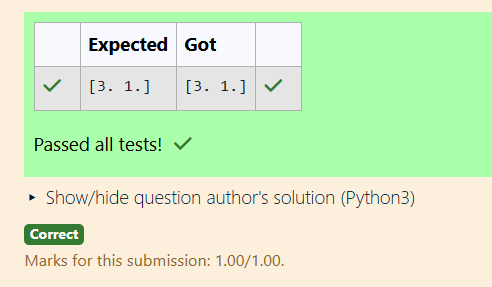 Expected Got
[3. 1.] [3. 1.]
Passed all tests!
Show/hide question author's solution (Python3)
Correct
Marks for this submission: 1.00/1.00.